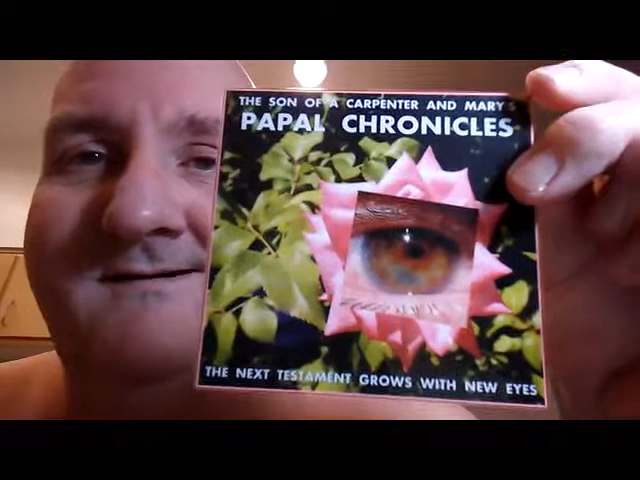 THE SON OF A CARPENTER AND MARY'S
PAPAL CHRONICLES
THE NEXT TESTAMENT GROWS WITH NEW EYES